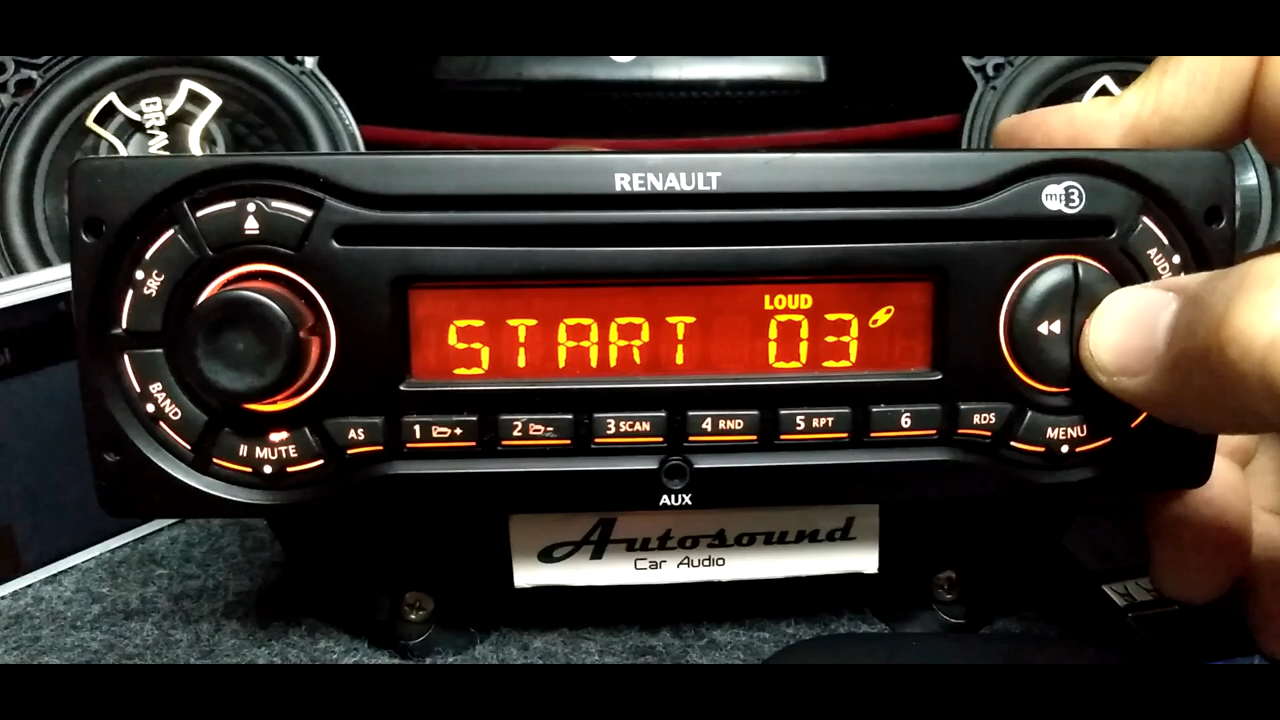 RENAULT
mp3
SRC
LOUD
START 03
BAND
AS
1 +
2 -
3 SCAN
4 RND
5 RPT
6
RDS
II MUTE
MENU
AUX
Autosound
Car Audio